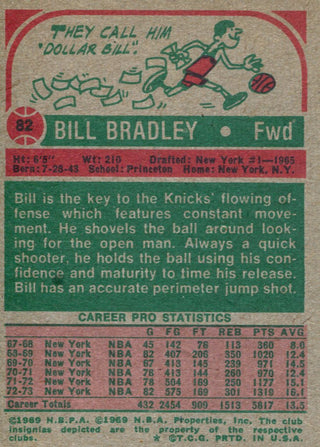 THEY CALL HIM
"DOLLAR BILL".
82 BILL BRADLEY • Fwd
Ht: 6'5" Wt: 210 Drafted: New York #1—1965
Born: 7-28-43 School: Princeton Home: New York, N.Y.
Bill is the key to the Knicks' flowing of-
fense which features constant move-
ment. He shovels the ball around look-
ing for the open man. Always a quick
shooter, he holds the ball using his con-
fidence and maturity to time his release.
Bill has an accurate perimeter jump shot.
CAREER PRO STATISTICS
G FG FT REB PTS AVG
67-68 New York NBA 45 142 76 113 360 8.0
68-69 New York NBA 82 407 206 350 1020 12.4
69-70 New York NBA 67 413 145 239 971 14.5
70-71 New York NBA 78 413 144 260 970 12.4
71-72 New York NBA 78 504 169 250 1177 15.1
72-73 New York NBA 82 575 169 301 1319 16.1
Career Totals 432 2454 909 1513 5817 13.5
©1969 N.B.P.A. ©1969 N.B.A. Properties, Inc. The club
insignias depicted are the property of the respective
clubs. * ©T.C.G. PRTD. IN U.S.A.